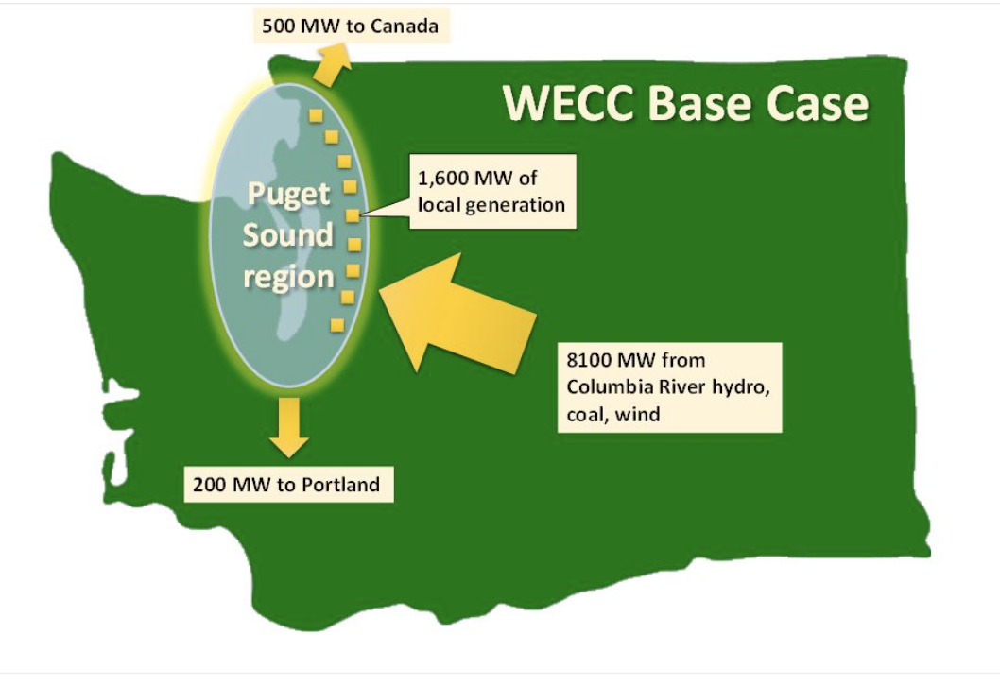 500 MW to Canada
WECC Base Case
1,600 MW of
local generation
Puget
Sound
region
8100 MW from
Columbia River hydro,
coal, wind
200 MW to Portland